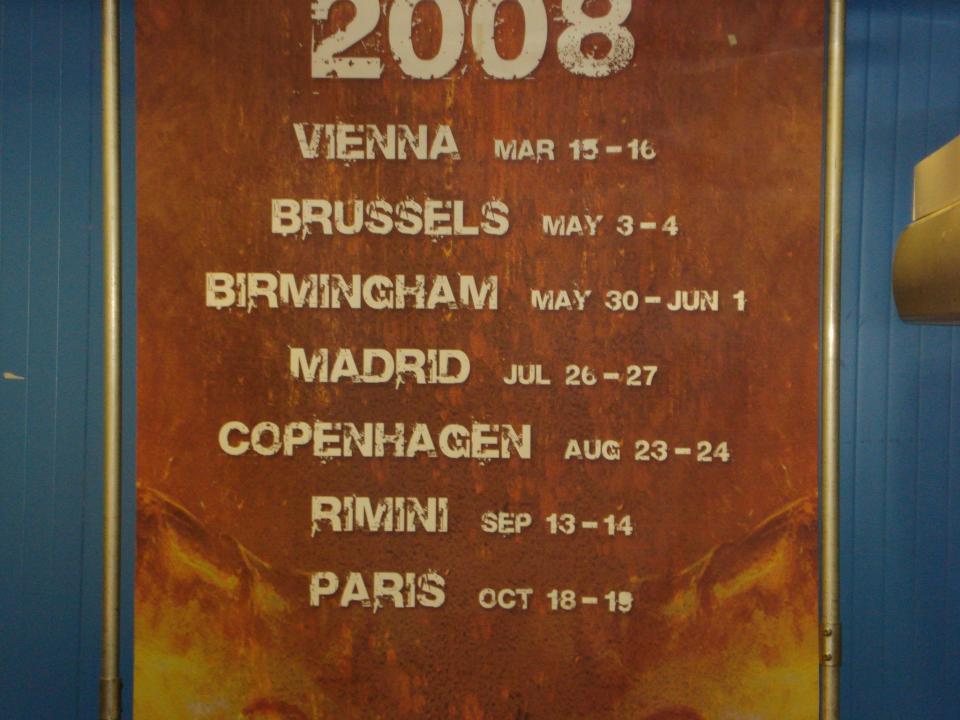 2008
VIENNA MAR 15-16
BRUSSELS MAY 3-4
BIRMINGHAM MAY 30-JUN 1
MADRID JUL 26-27
COPENHAGEN AUG 23-24
RIMINI SEP 13-14
PARIS OCT 18-19